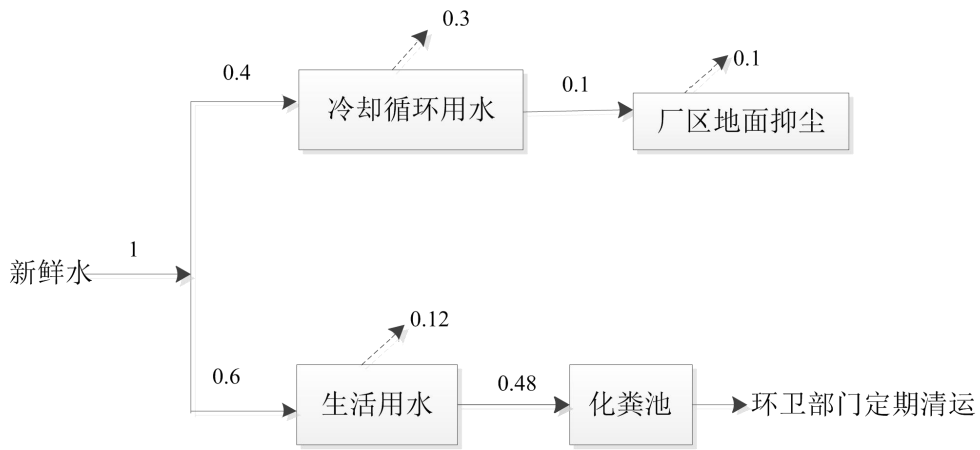 0.3
0.4
冷却循环用水
0.1
0.1
厂区地面抑尘
新鲜水
1
0.12
0.6
生活用水
0.48
化粪池
环卫部门定期清运